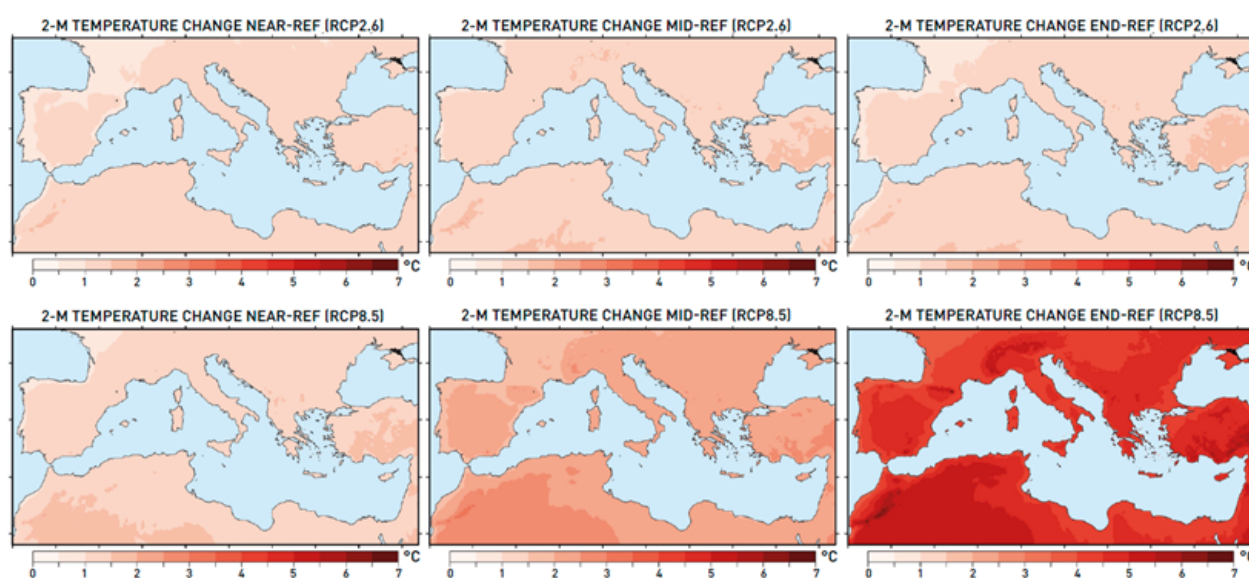 2-M TEMPERATURE CHANGE NEAR-REF (RCP2.6)
2-M TEMPERATURE CHANGE MID-REF (RCP2.6)
2-M TEMPERATURE CHANGE END-REF (RCP2.6)
0 1 2 3 4 5 6 7 °C
0 1 2 3 4 5 6 7 °C
0 1 2 3 4 5 6 7 °C
2-M TEMPERATURE CHANGE NEAR-REF (RCP8.5)
2-M TEMPERATURE CHANGE MID-REF (RCP8.5)
2-M TEMPERATURE CHANGE END-REF (RCP8.5)
0 1 2 3 4 5 6 7 °C
0 1 2 3 4 5 6 7 °C
0 1 2 3 4 5 6 7 °C